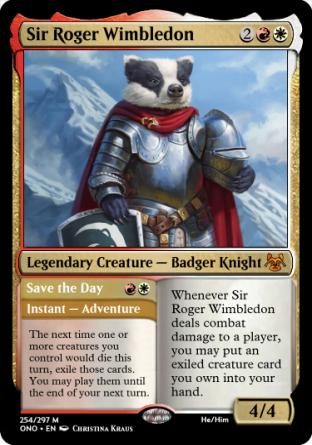 Sir Roger Wimbledon 2
Legendary Creature — Badger Knight
Save the Day
Instant — Adventure
The next time one or
more creatures you
control would die this
turn, exile those cards.
You may play them until
the end of your next turn.
Whenever Sir
Roger Wimbledon
deals combat
damage to a player,
you may put an
exiled creature card
you own into your
hand.
4/4
254/297 M
ONO • EN Christina Kraus
He/Him